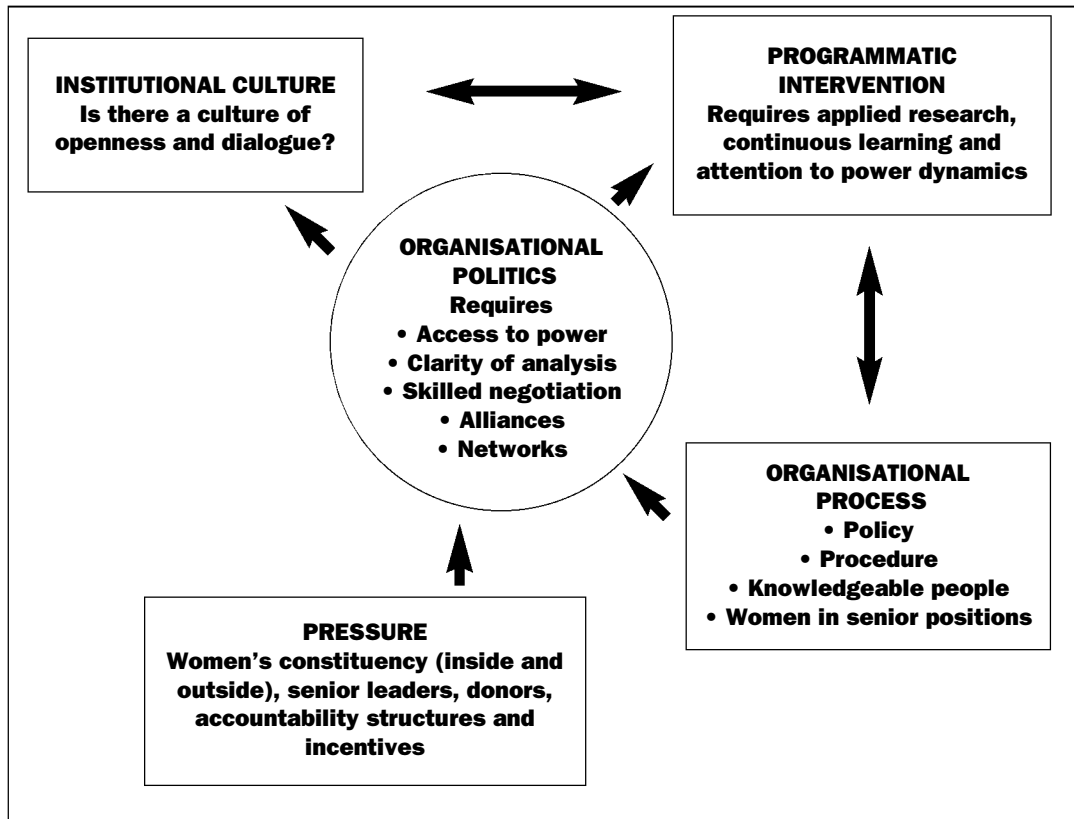 INSTITUTIONAL CULTURE
Is there a culture of
openness and dialogue?
PROGRAMMATIC
INTERVENTION
Requires applied research,
continuous learning and
attention to power dynamics
ORGANISATIONAL
POLITICS
Requires
• Access to power
• Clarity of analysis
• Skilled negotiation
• Alliances
• Networks
ORGANISATIONAL
PROCESS
• Policy
• Procedure
• Knowledgeable people
• Women in senior positions
PRESSURE
Women’s constituency (inside and
outside), senior leaders, donors,
accountability structures and
incentives